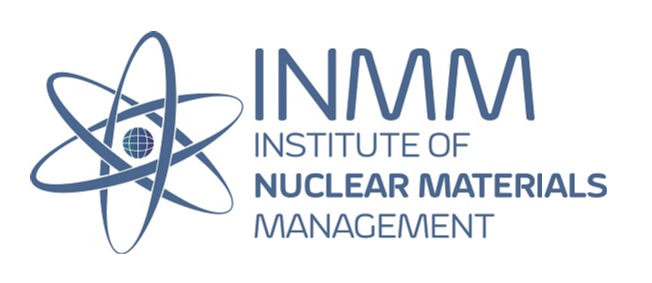 INMM
INSTITUTE OF
NUCLEAR MATERIALS
MANAGEMENT